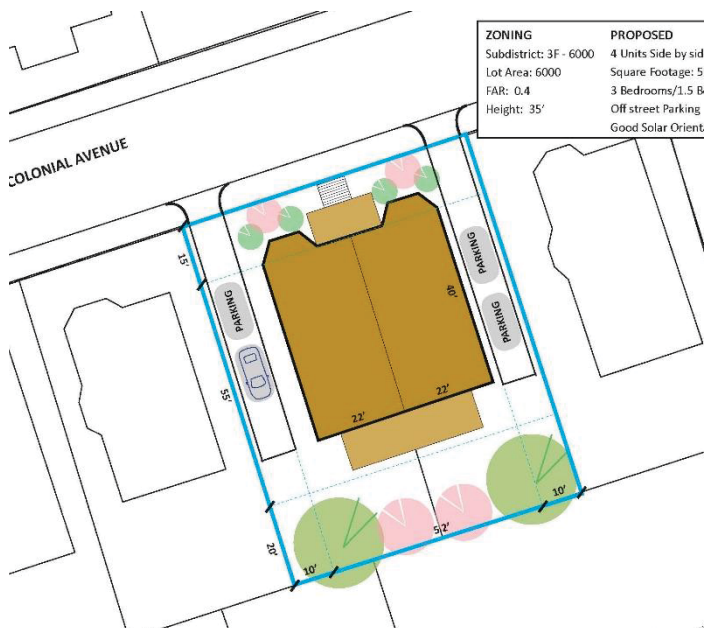 ZONING
Subdistrict: 3F - 6000
Lot Area: 6000
FAR: 0.4
Height: 35'
PROPOSED
4 Units Side by sid
Square Footage: 5
3 Bedrooms/1.5 B
Off street Parking
Good Solar Orient
COLONIAL AVENUE
15'
PARKING
PARKING
PARKING
40'
55'
22'
22'
20'
10'
52'
10'